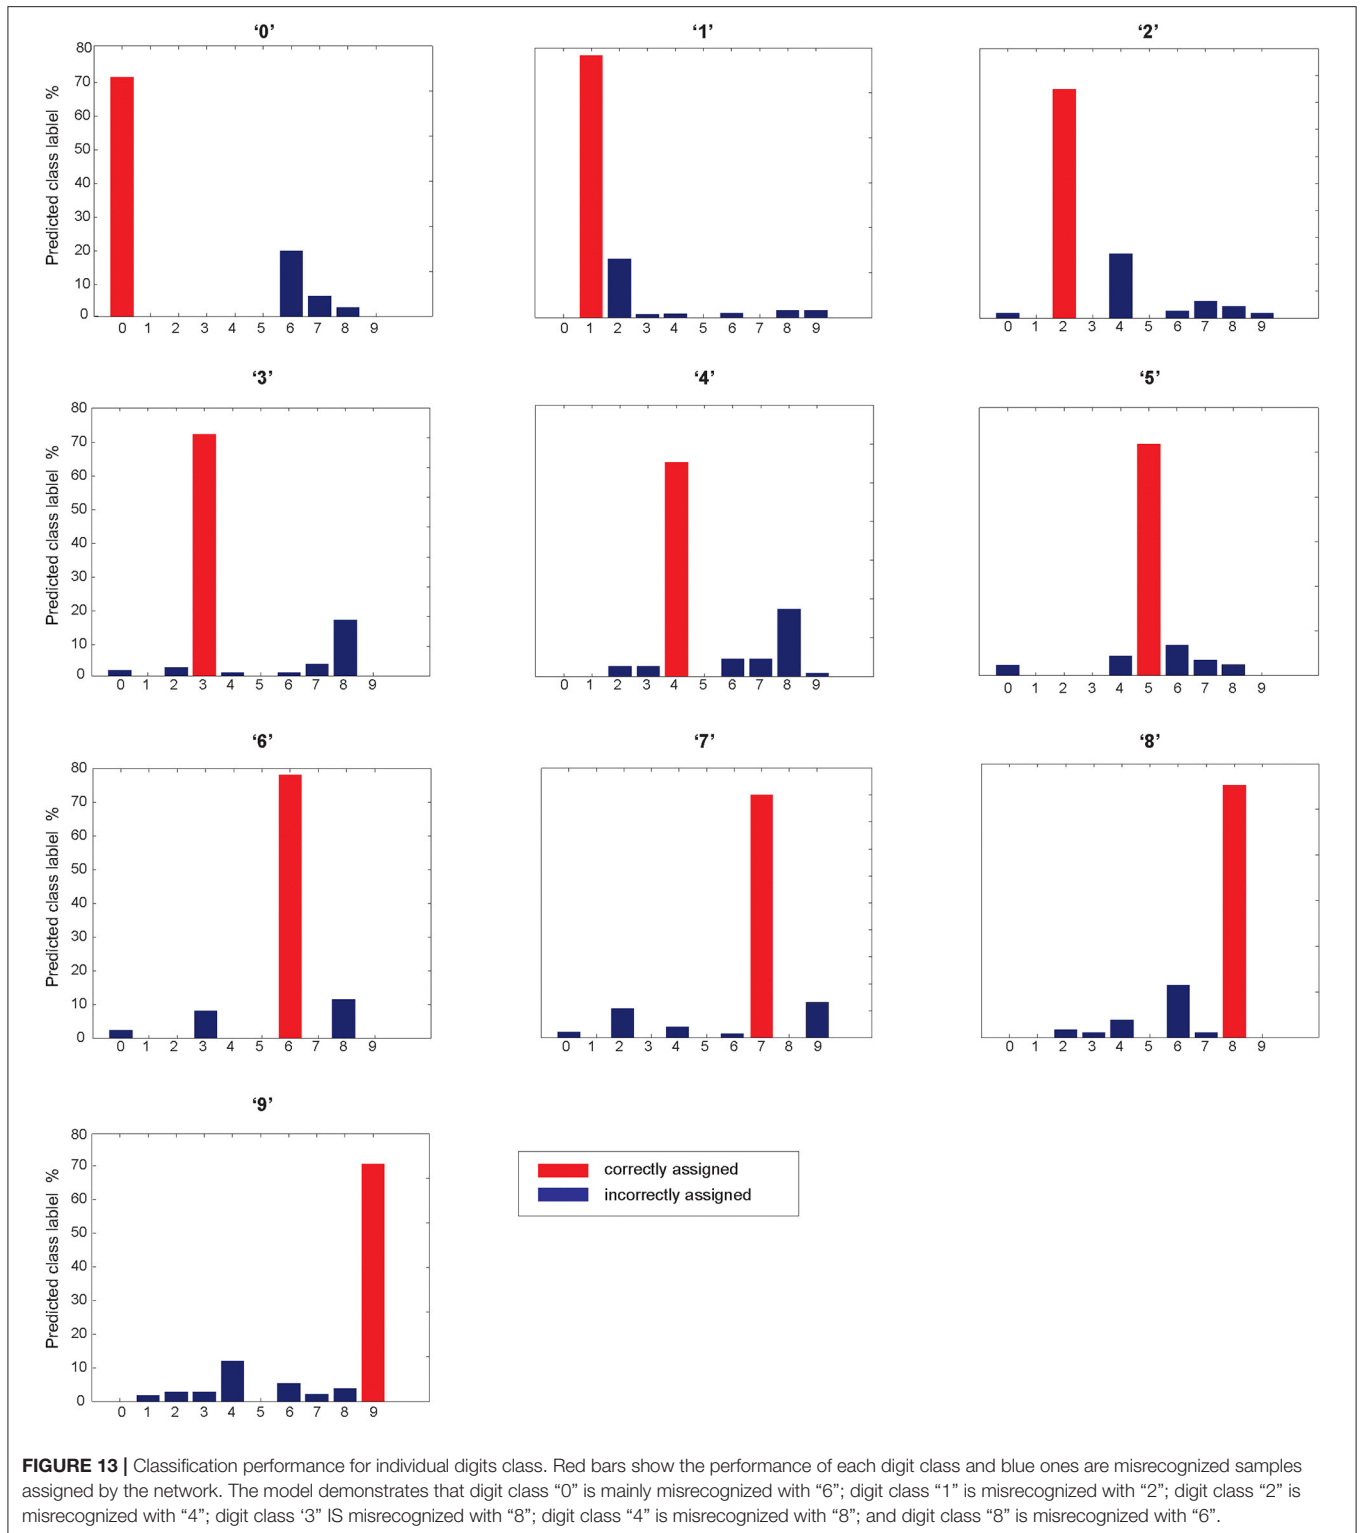 ‘0’
‘1’
‘2’
Predicted class lablel %
80
70
60
50
40
30
20
10
0
0 1 2 3 4 5 6 7 8 9
0 1 2 3 4 5 6 7 8 9
0 1 2 3 4 5 6 7 8 9
‘3’
‘4’
‘5’
Predicted class lablel %
80
70
60
50
40
30
20
10
0
0 1 2 3 4 5 6 7 8 9
0 1 2 3 4 5 6 7 8 9
0 1 2 3 4 5 6 7 8 9
‘6’
‘7’
‘8’
Predicted class lablel %
80
70
60
50
40
30
20
10
0
0 1 2 3 4 5 6 7 8 9
0 1 2 3 4 5 6 7 8 9
0 1 2 3 4 5 6 7 8 9
‘9’
Predicted class lablel %
80
70
60
50
40
30
20
10
0
0 1 2 3 4 5 6 7 8 9
correctly assigned
incorrectly assigned
FIGURE 13 | Classification performance for individual digits class. Red bars show the performance of each digit class and blue ones are misrecognized samples
assigned by the network. The model demonstrates that digit class “0” is mainly misrecognized with “6”; digit class “1” is misrecognized with “2”; digit class “2” is
misrecognized with “4”; digit class ‘3” IS misrecognized with “8”; digit class “4” is misrecognized with “8”; and digit class “8” is misrecognized with “6”.